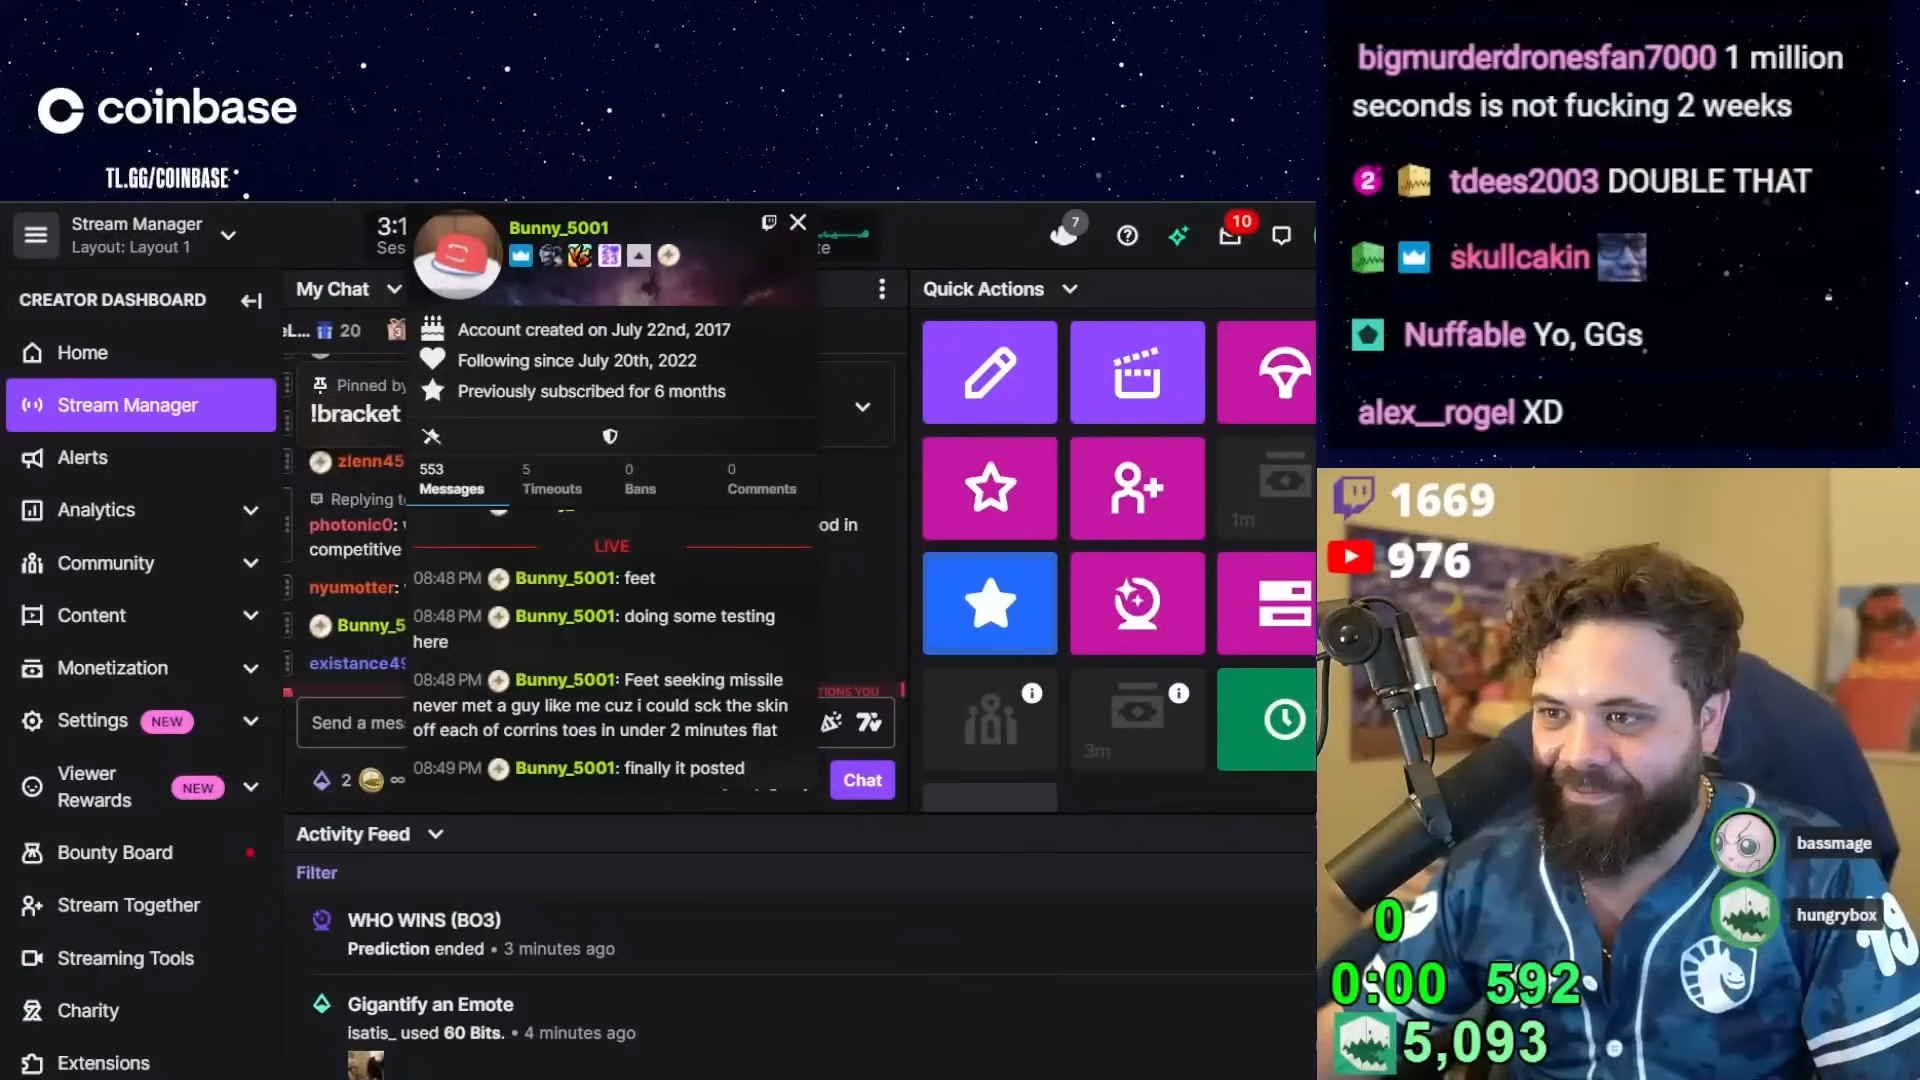 coinbase
TL.GG/COINBASE
Stream Manager
Layout: Layout 1
3:1
Ses
Bunny_5001
te
7
10
CREATOR DASHBOARD
My Chat
Quick Actions
20
Account created on July 22nd, 2017
Following since July 20th, 2022
Previously subscribed for 6 months
Home
Stream Manager
Alerts
Analytics
Community
Content
Monetization
Settings NEW
Viewer
Rewards NEW
Bounty Board
Stream Together
Streaming Tools
Charity
Extensions
Pinned by
!bracket
zlenn45
Replying to
photonic0:
od in
competitive
nyumotter:
Bunny_5
existance49
TIONS YOU
Send a mes
2
∞
Chat
553
Messages
5
Timeouts
0
Bans
0
Comments
LIVE
08:48 PM Bunny_5001: feet
08:48 PM Bunny_5001: doing some testing
here
08:48 PM Bunny_5001: Feet seeking missile
never met a guy like me cuz i could sck the skin
off each of corrins toes in under 2 minutes flat
08:49 PM Bunny_5001: finally it posted
1m
3m
Activity Feed
Filter
WHO WINS (BO3)
Prediction ended • 3 minutes ago
Gigantify an Emote
isatis_ used 60 Bits. • 4 minutes ago
bigmurderdronesfan7000 1 million
seconds is not fucking 2 weeks
2 tdees2003 DOUBLE THAT
skullcakin
Nuffable Yo, GGs
alex__rogel XD
1669
976
bassmage
hungrybox
0
0:00 592
5,093